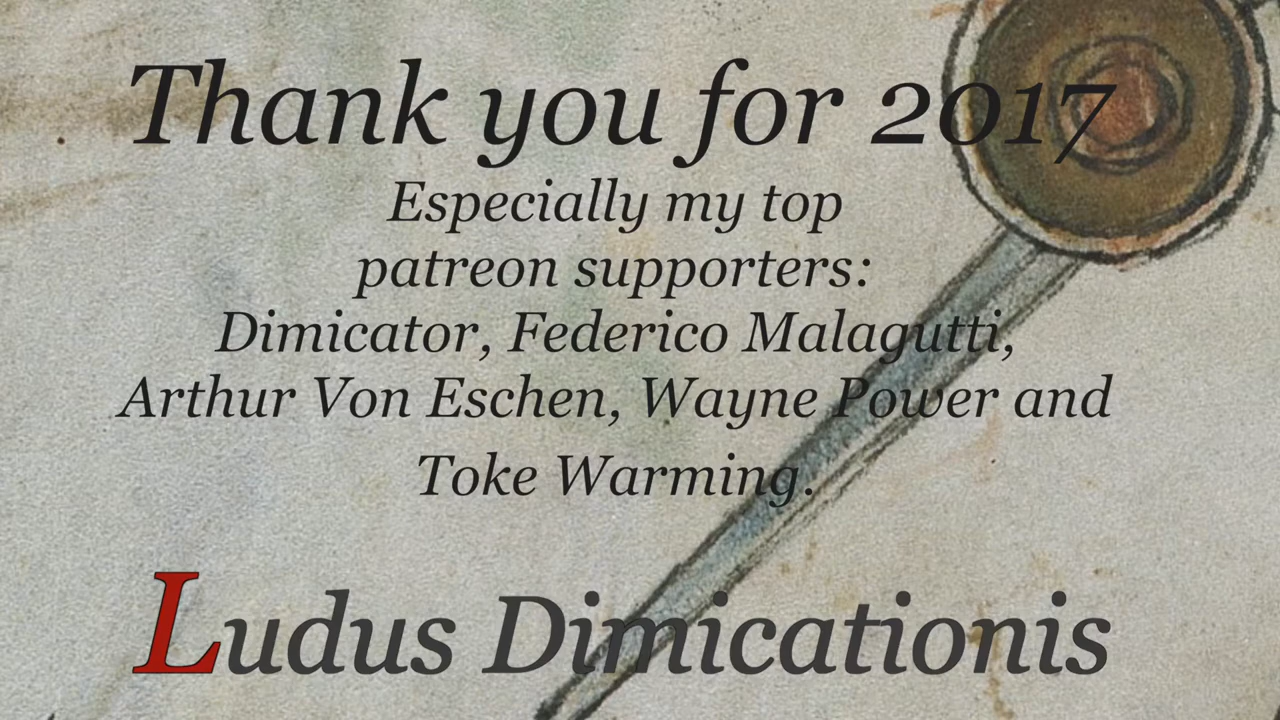 Thank you for 2017
Especially my top
patreon supporters:
Dimicator, Federico Malagutti,
Arthur Von Eschen, Wayne Power and
Toke Warming.
Ludus Dimicationis